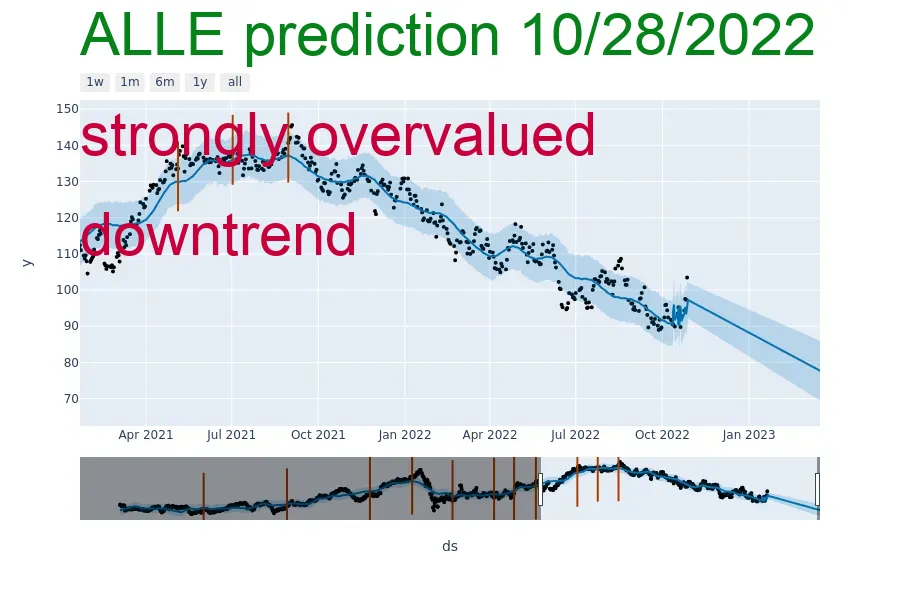 ALLE prediction 10/28/2022
1w 1m 6m 1y all
150
strongly overvalued
140
130
120
downtrend
110
y
100
90
80
70
Apr 2021 Jul 2021 Oct 2021 Jan 2022 Apr 2022 Jul 2022 Oct 2022 Jan 2023
ds